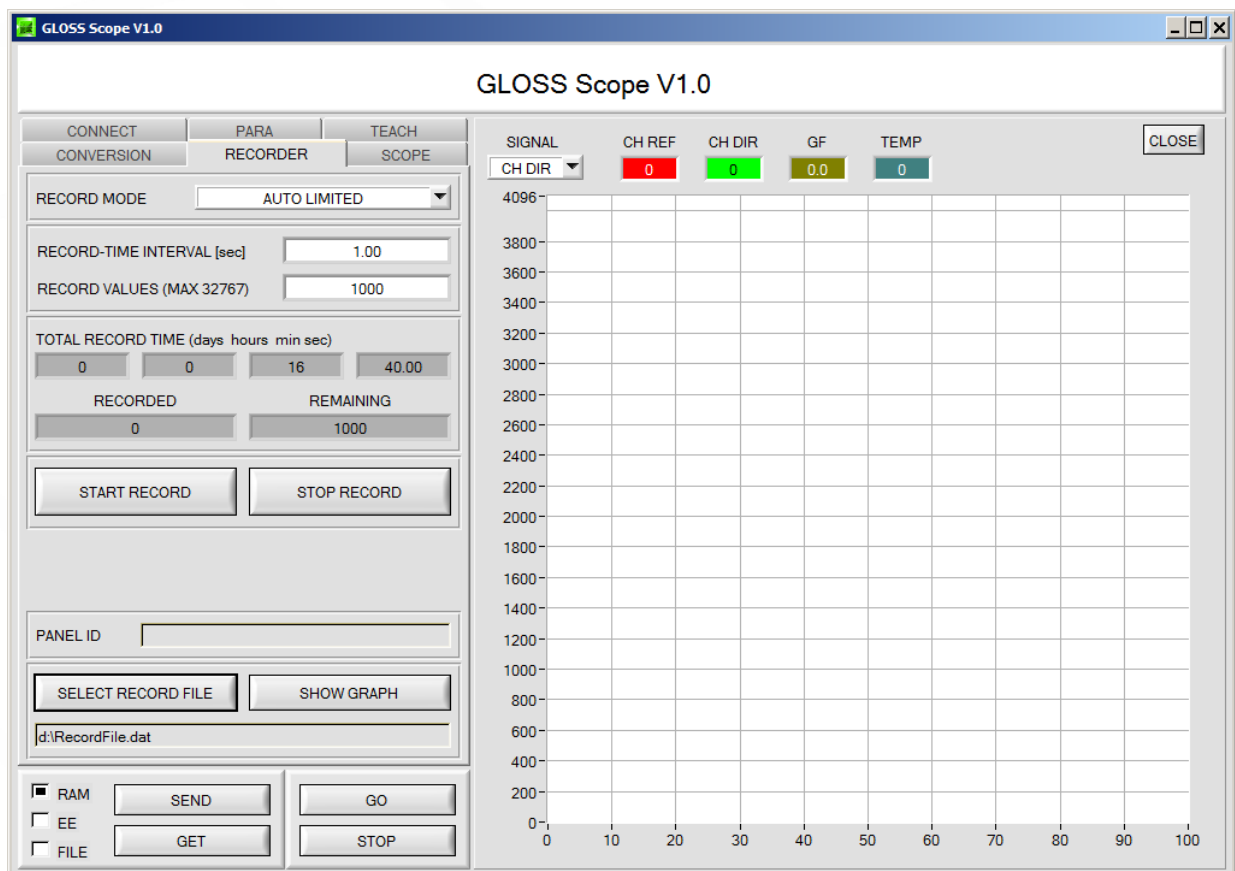 GLOSS Scope V1.0
GLOSS Scope V1.0
CONNECT PARA TEACH
CONVERSION RECORDER SCOPE
RECORD MODE AUTO LIMITED
RECORD-TIME INTERVAL [sec] 1.00
RECORD VALUES (MAX 32767) 1000
TOTAL RECORD TIME (days hours min sec)
0 0 16 40.00
RECORDED REMAINING
0 1000
START RECORD STOP RECORD
PANEL ID
SELECT RECORD FILE SHOW GRAPH
d:\RecordFile.dat
RAM SEND GO
EE
FILE GET STOP
SIGNAL CH REF CH DIR GF TEMP CLOSE
CH DIR 0 0 0.0 0
4096
3800
3600
3400
3200
3000
2800
2600
2400
2200
2000
1800
1600
1400
1200
1000
800
600
400
200
0
0 10 20 30 40 50 60 70 80 90 100